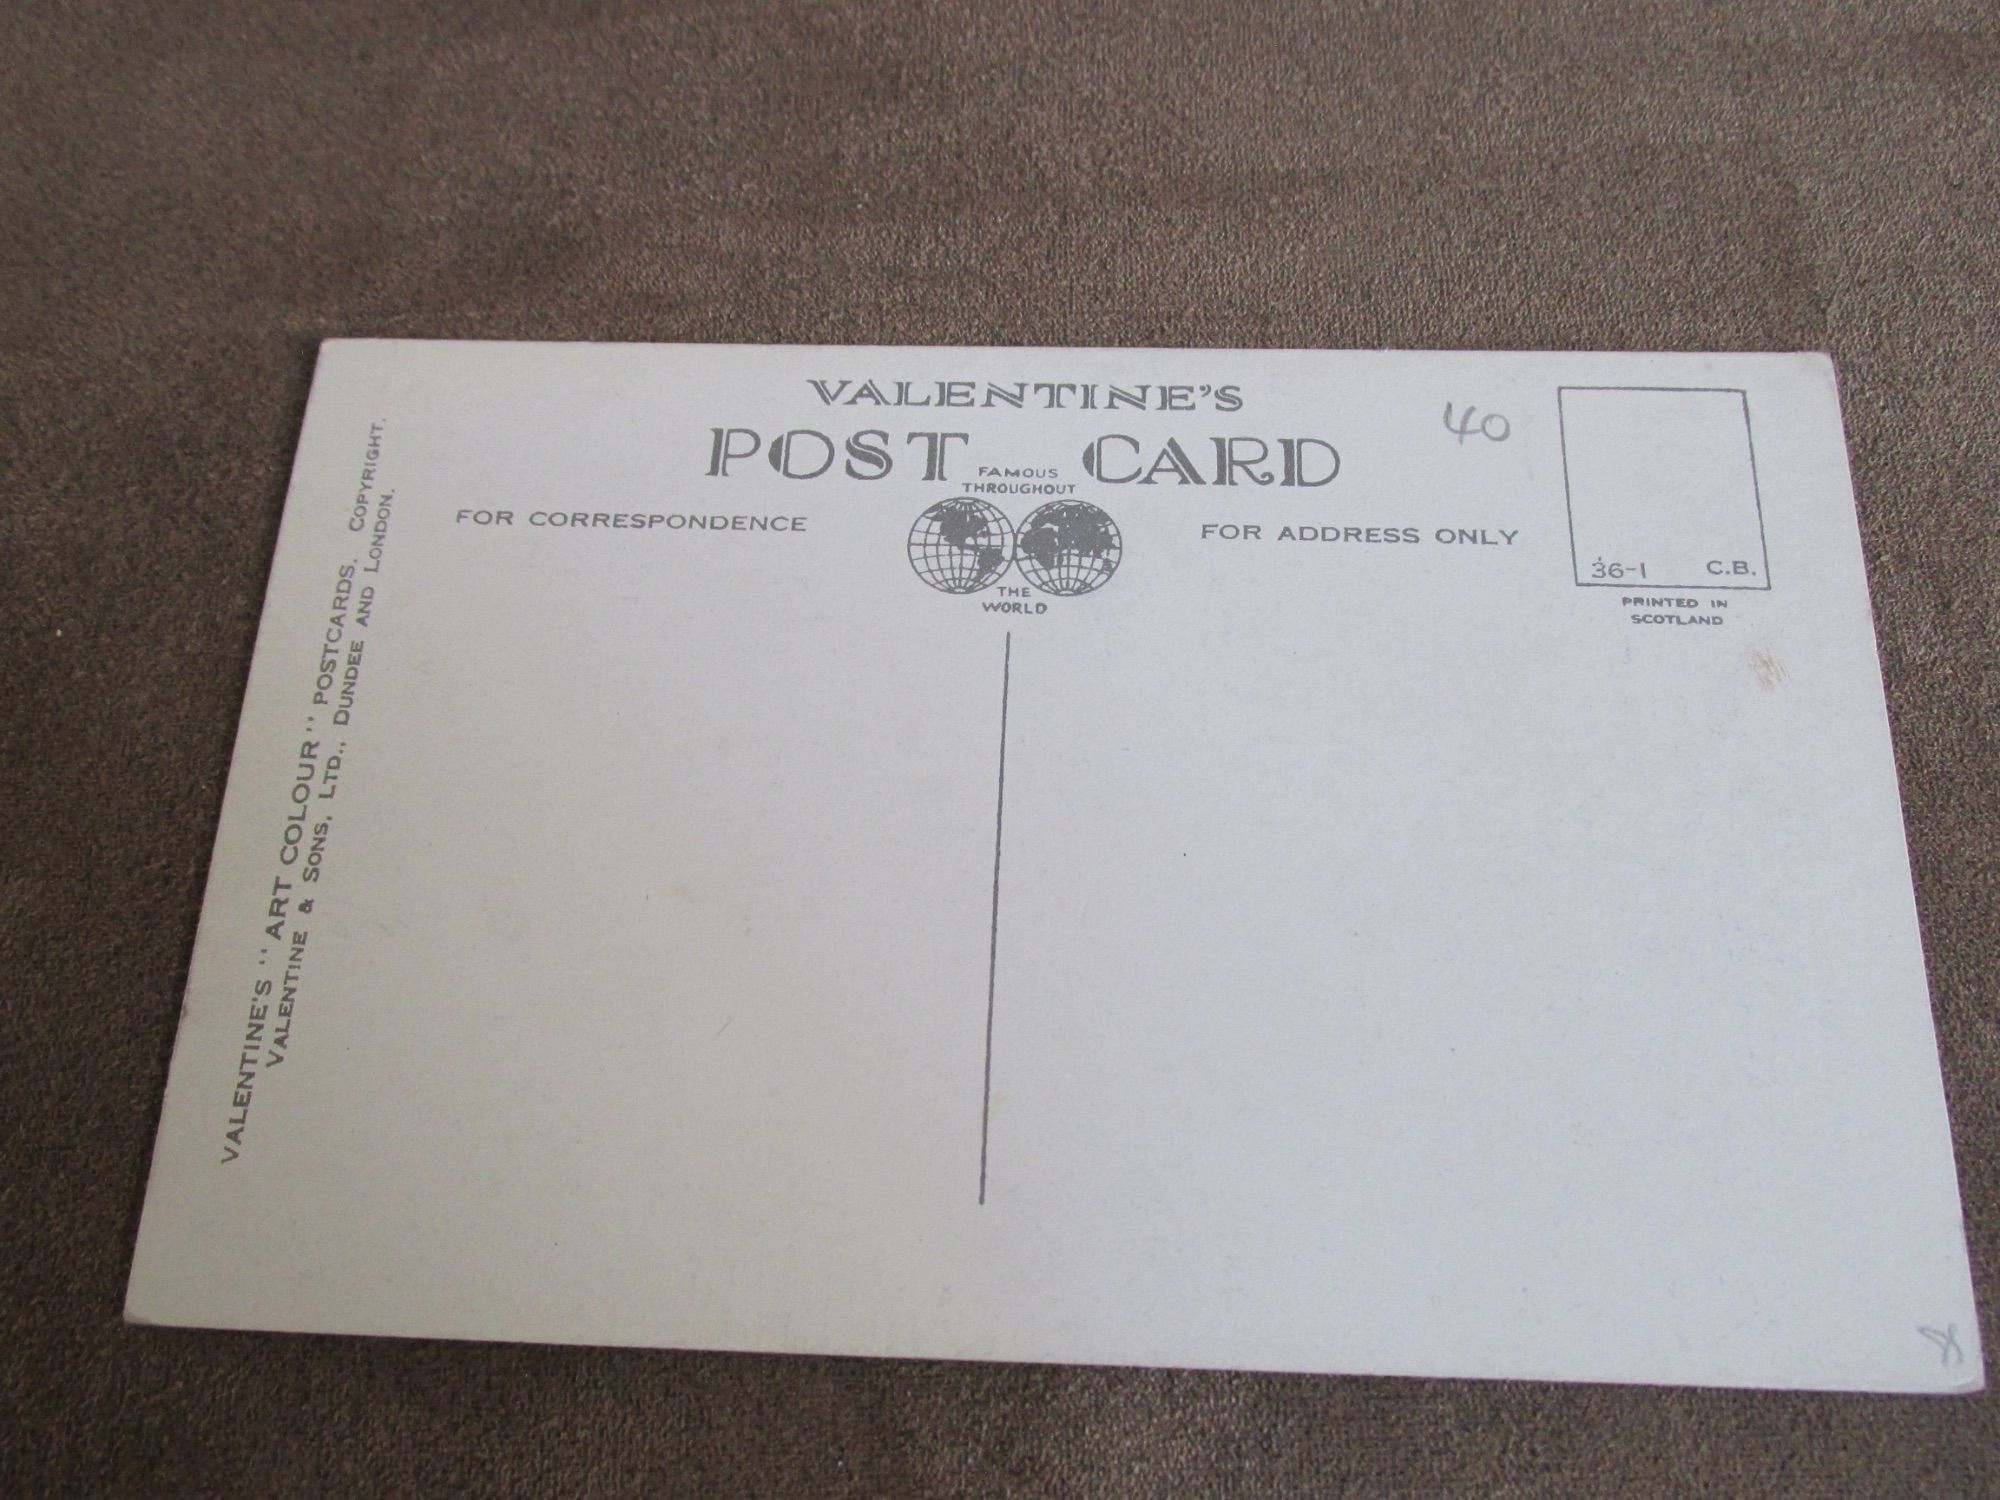 VALENTINE'S
POST CARD
FAMOUS
THROUGHOUT
THE
WORLD
FOR CORRESPONDENCE
FOR ADDRESS ONLY
40
36-1 C.B.
PRINTED IN
SCOTLAND
VALENTINE'S "ART COLOUR" POSTCARDS. COPYRIGHT.
VALENTINE & SONS, LTD., DUNDEE AND LONDON.
8